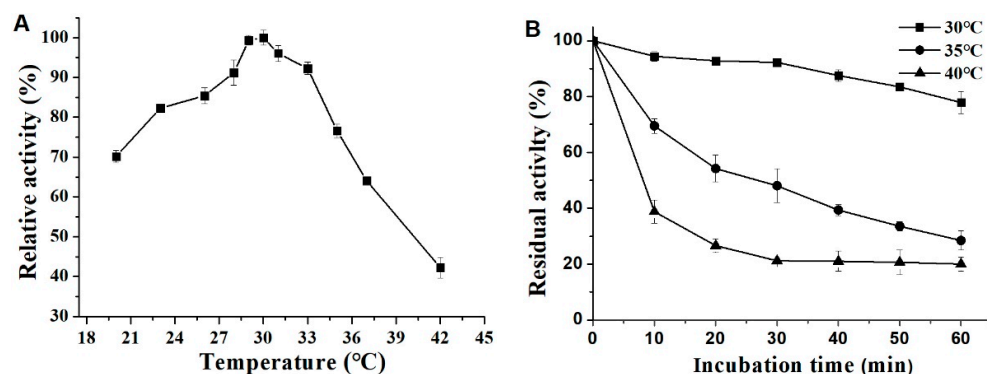 A
Relative activity (%)
100
90
80
70
60
50
40
30
18 21 24 27 30 33 36 39 42 45
Temperature (°C)
B
Residual activlty (%)
100
80
60
40
20
0
0 10 20 30 40 50 60
Incubation time (min)
30°C
35°C
40°C